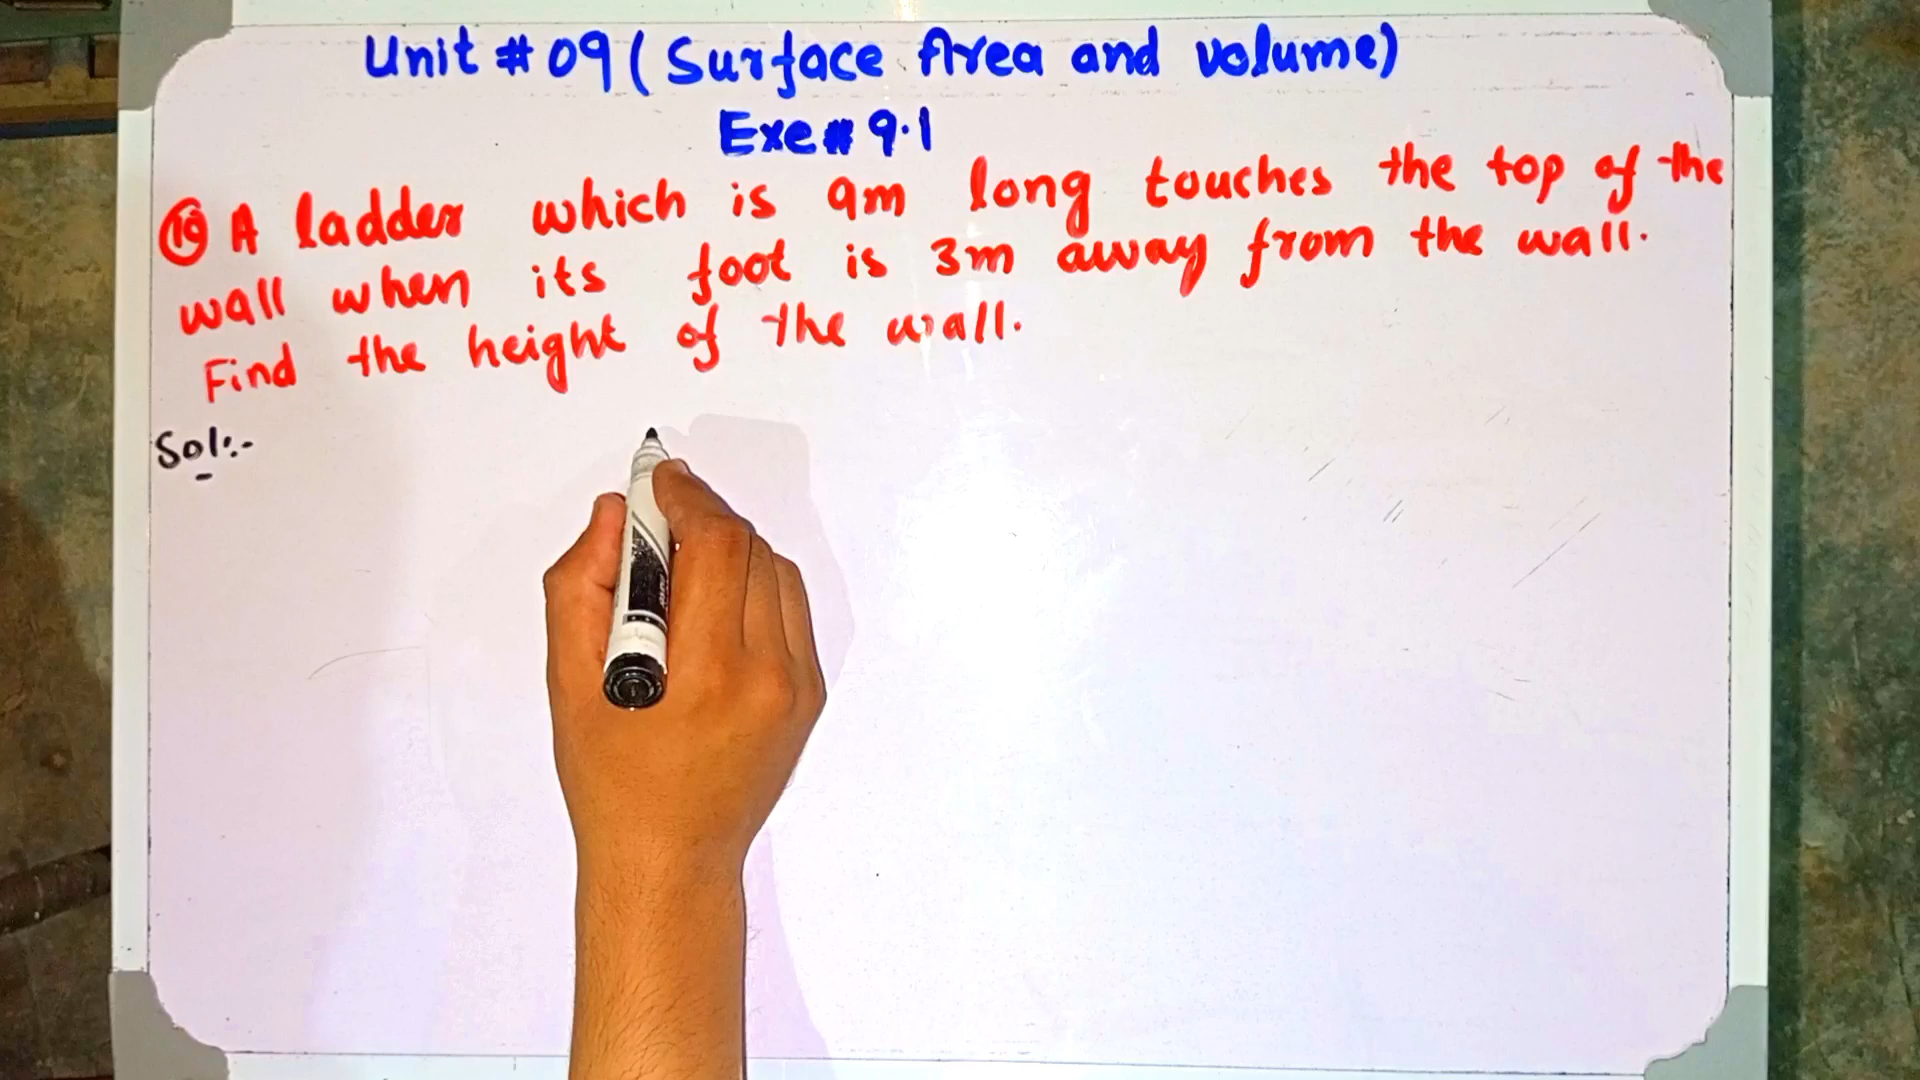 Unit # 09 (Surface Area and volume)
Exe# 9.1
A ladder which is 9m long touches the top of the
wall when its foot is 3m away from the wall.
Find the height of the wall.
Sol:-